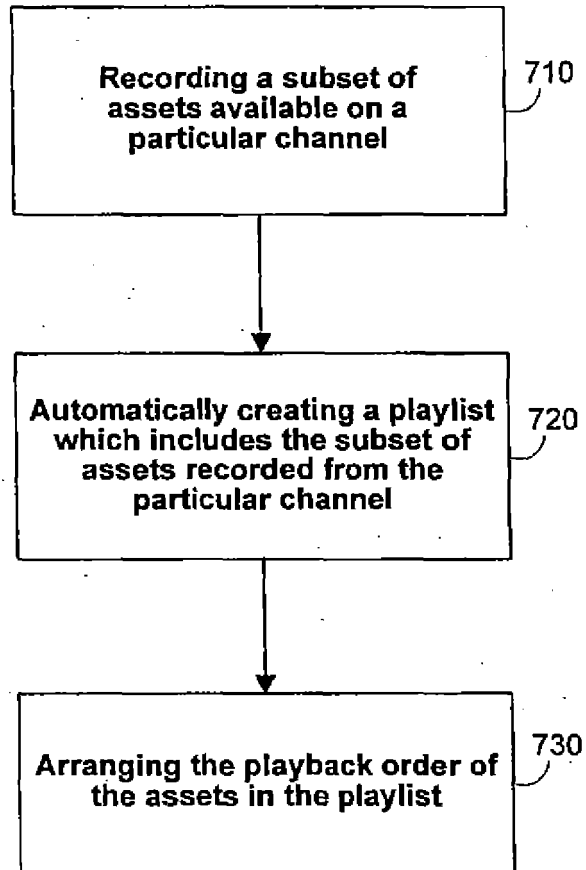 Recording a subset of
assets available on a
particular channel
710
Automatically creating a playlist
which includes the subset of
assets recorded from the
particular channel
720
Arranging the playback order of
the assets in the playlist
730